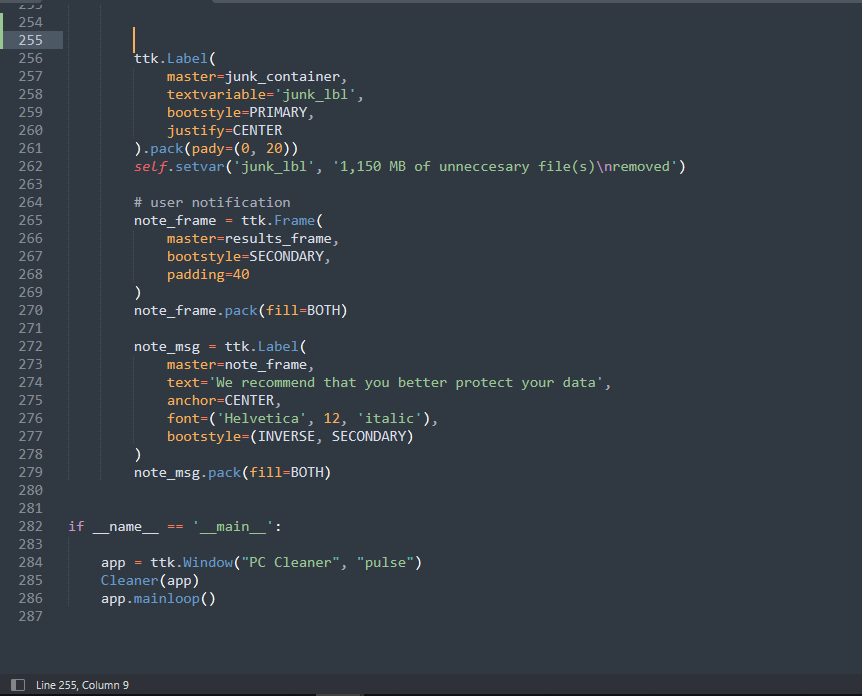 253
254
255
256 ttk.Label(
257 master=junk_container,
258 textvariable='junk_lbl',
259 bootstyle=PRIMARY,
260 justify=CENTER
261 ).pack(pady=(0, 20))
262 self.setvar('junk_lbl', '1,150 MB of unneccesary file(s)\nremoved')
263
264 # user notification
265 note_frame = ttk.Frame(
266 master=results_frame,
267 bootstyle=SECONDARY,
268 padding=40
269 )
270 note_frame.pack(fill=BOTH)
271
272 note_msg = ttk.Label(
273 master=note_frame,
274 text='We recommend that you better protect your data',
275 anchor=CENTER,
276 font=('Helvetica', 12, 'italic'),
277 bootstyle=(INVERSE, SECONDARY)
278 )
279 note_msg.pack(fill=BOTH)
280
281
282 if __name__ == '__main__':
283
284 app = ttk.Window("PC Cleaner", "pulse")
285 Cleaner(app)
286 app.mainloop()
287
Line 255, Column 9